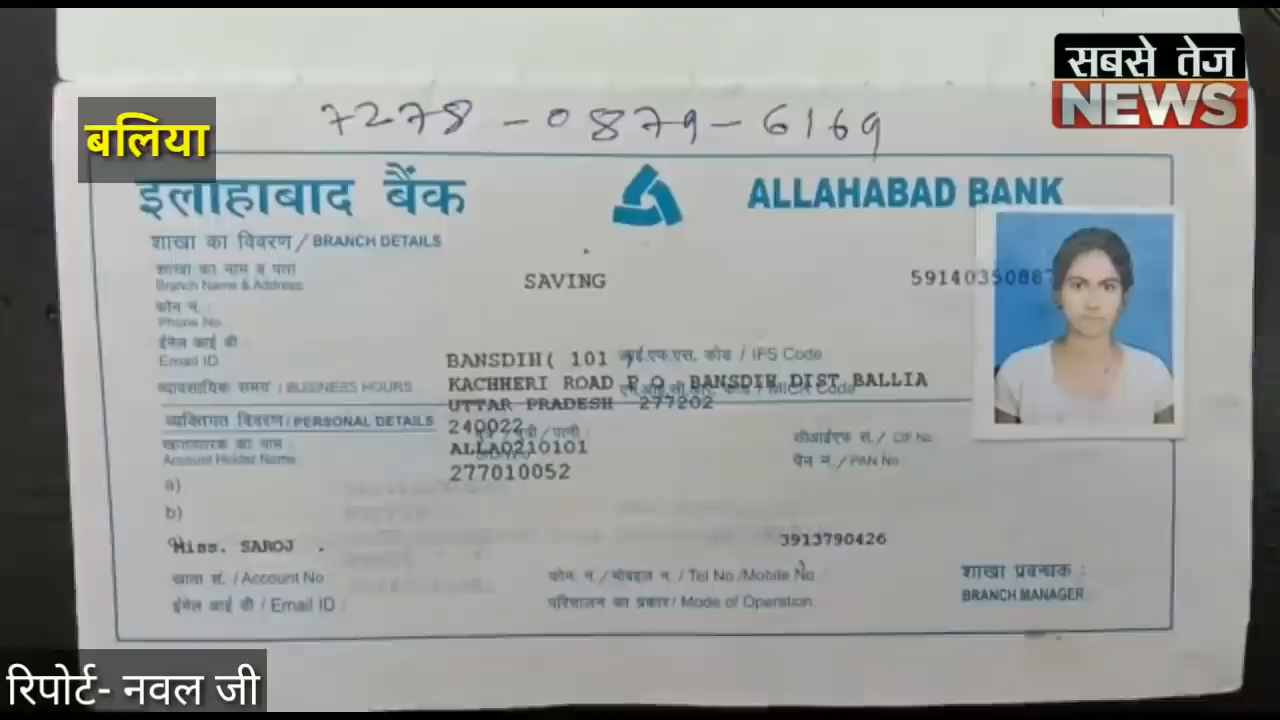 सबसे तेज
NEWS
बलिया
7278-0879-6169
इलाहाबाद बैंक
ALLAHABAD BANK
शाखा का विवरण / BRANCH DETAILS
शाखा का नाम व पता
Branch Name & Address
SAVING
5914035088
फोन नं. :
Phone No
ईमेल आई डी :
Email ID
BANSDIH( 101 )
आई.एफ.एस. कोड / IFS Code
KACHHERI ROAD P.O. BANSDIH DIST BALLIA
व्यावसायिक समय / BUSINESS HOURS
MICR Code
UTTAR PRADESH 277202
व्यक्तिगत विवरण / PERSONAL DETAILS
240022
खाताधारक का नाम :
Account Holder Name
सीआईएफ सं. / CIF No
ALLA0210101
पैन नं. / PAN No
277010052
a)
b)
Miss. SAROJ .
3913790426
खाता सं. / Account No
फोन नं. / मोबाइल नं. / Tel No./Mobile No
शाखा प्रबन्धक :
ईमेल आई डी / Email ID :
परिचालन का प्रकार / Mode of Operation
BRANCH MANAGER
रिपोर्ट- नवल जी